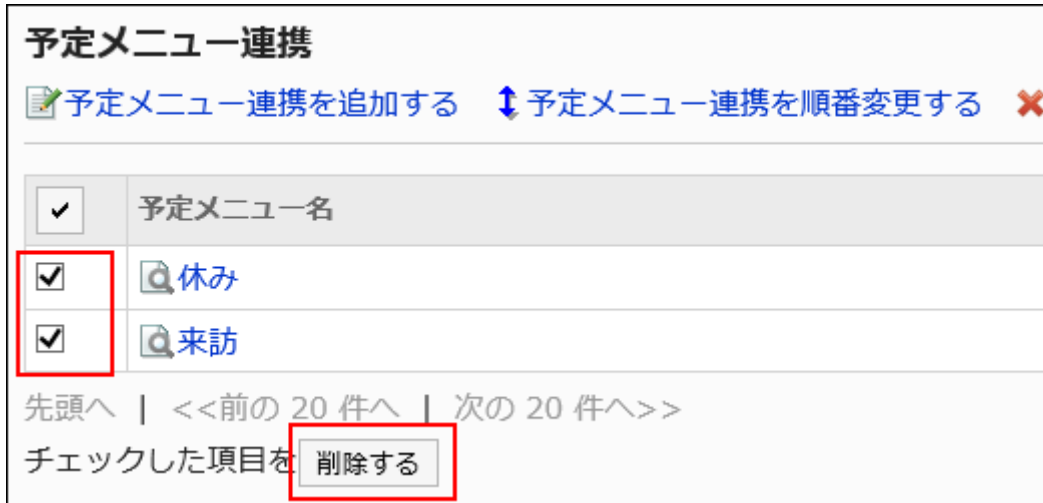 予定メニュー連携
予定メニュー連携を追加する 予定メニュー連携を順番変更する
予定メニュー名
休み
来訪
先頭へ | <<前の 20 件へ | 次の 20 件へ>>
チェックした項目を 削除する